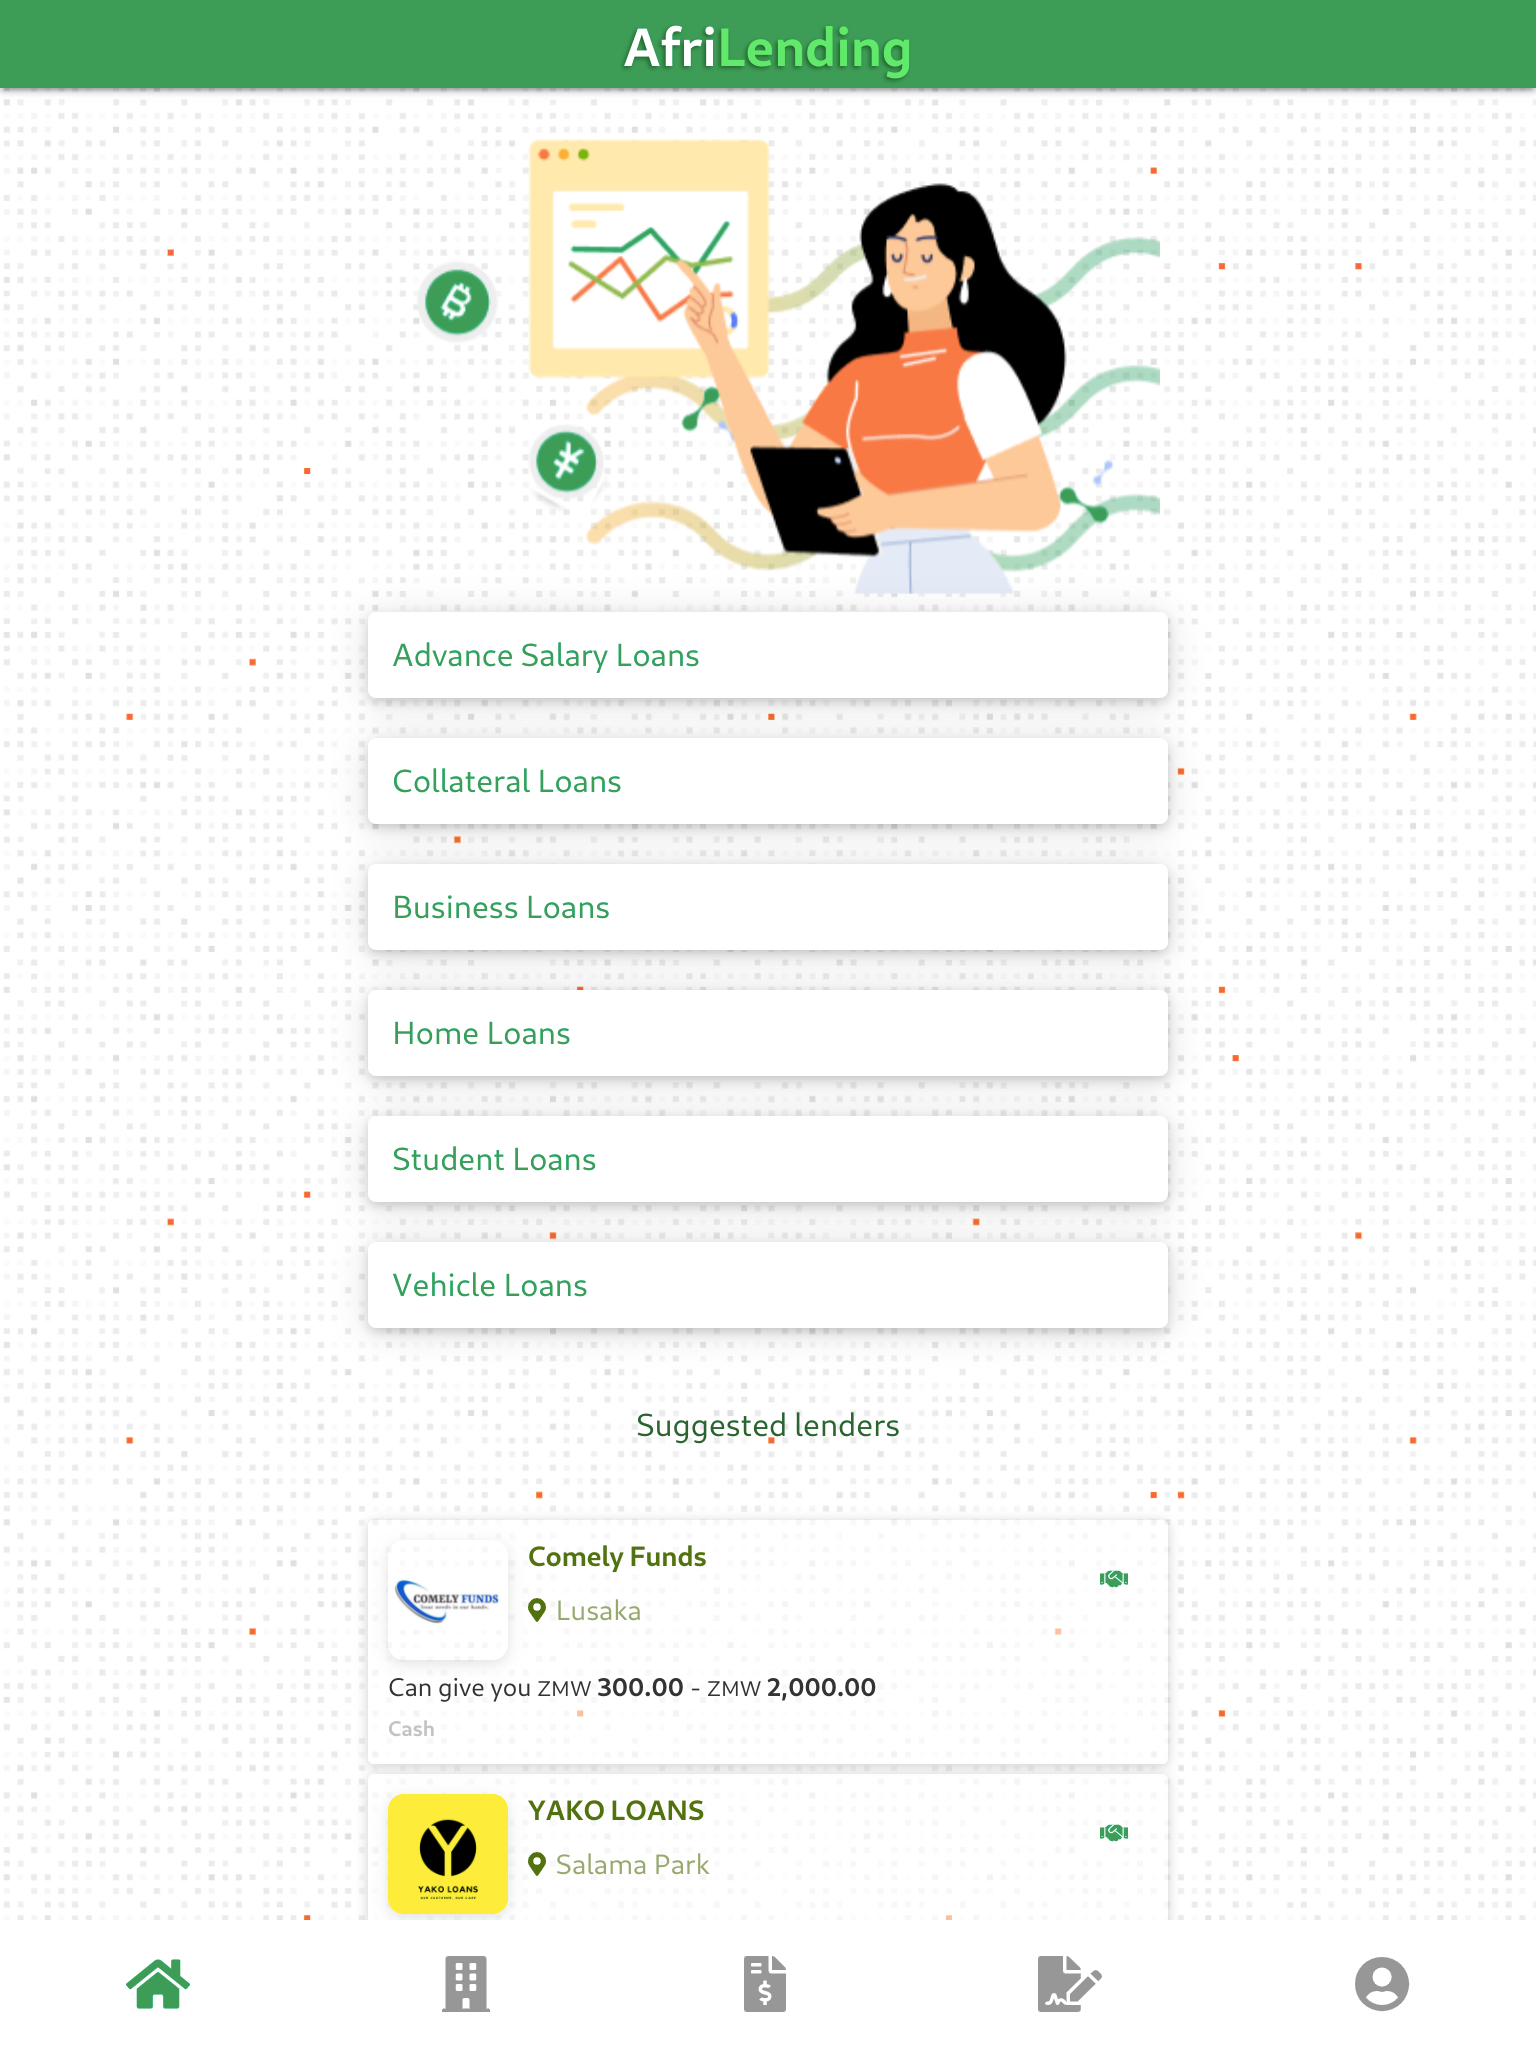 AfriLending
Advance Salary Loans
Collateral Loans
Business Loans
Home Loans
Student Loans
Vehicle Loans
Suggested lenders
COMELY FUNDS
Comely Funds
Lusaka
Can give you ZMW 300.00 - ZMW 2,000.00
Cash
YAKO LOANS
YAKO LOANS
Salama Park